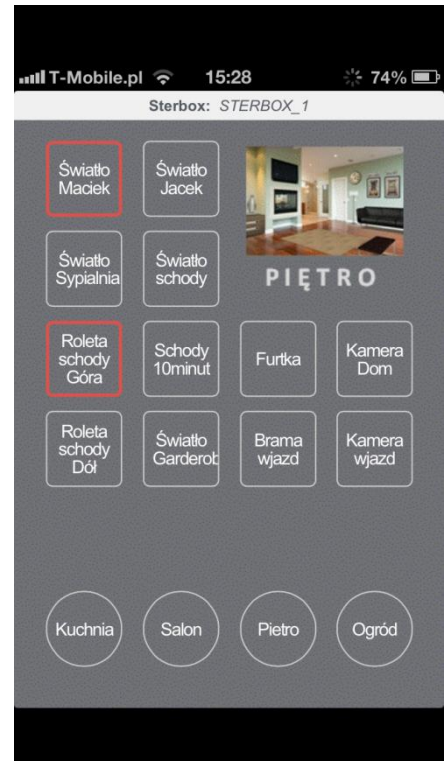 T-Mobile.pl 15:28 74%
Sterbox: STERBOX_1
Światło
Maciek
Światło
Jacek
Światło
Sypialnia
Światło
schody
PIĘTRO
Roleta
schody
Góra
Schody
10minut
Furtka
Kamera
Dom
Roleta
schody
Dół
Światło
Garderob
Brama
wjazd
Kamera
wjazd
Kuchnia
Salon
Pietro
Ogród